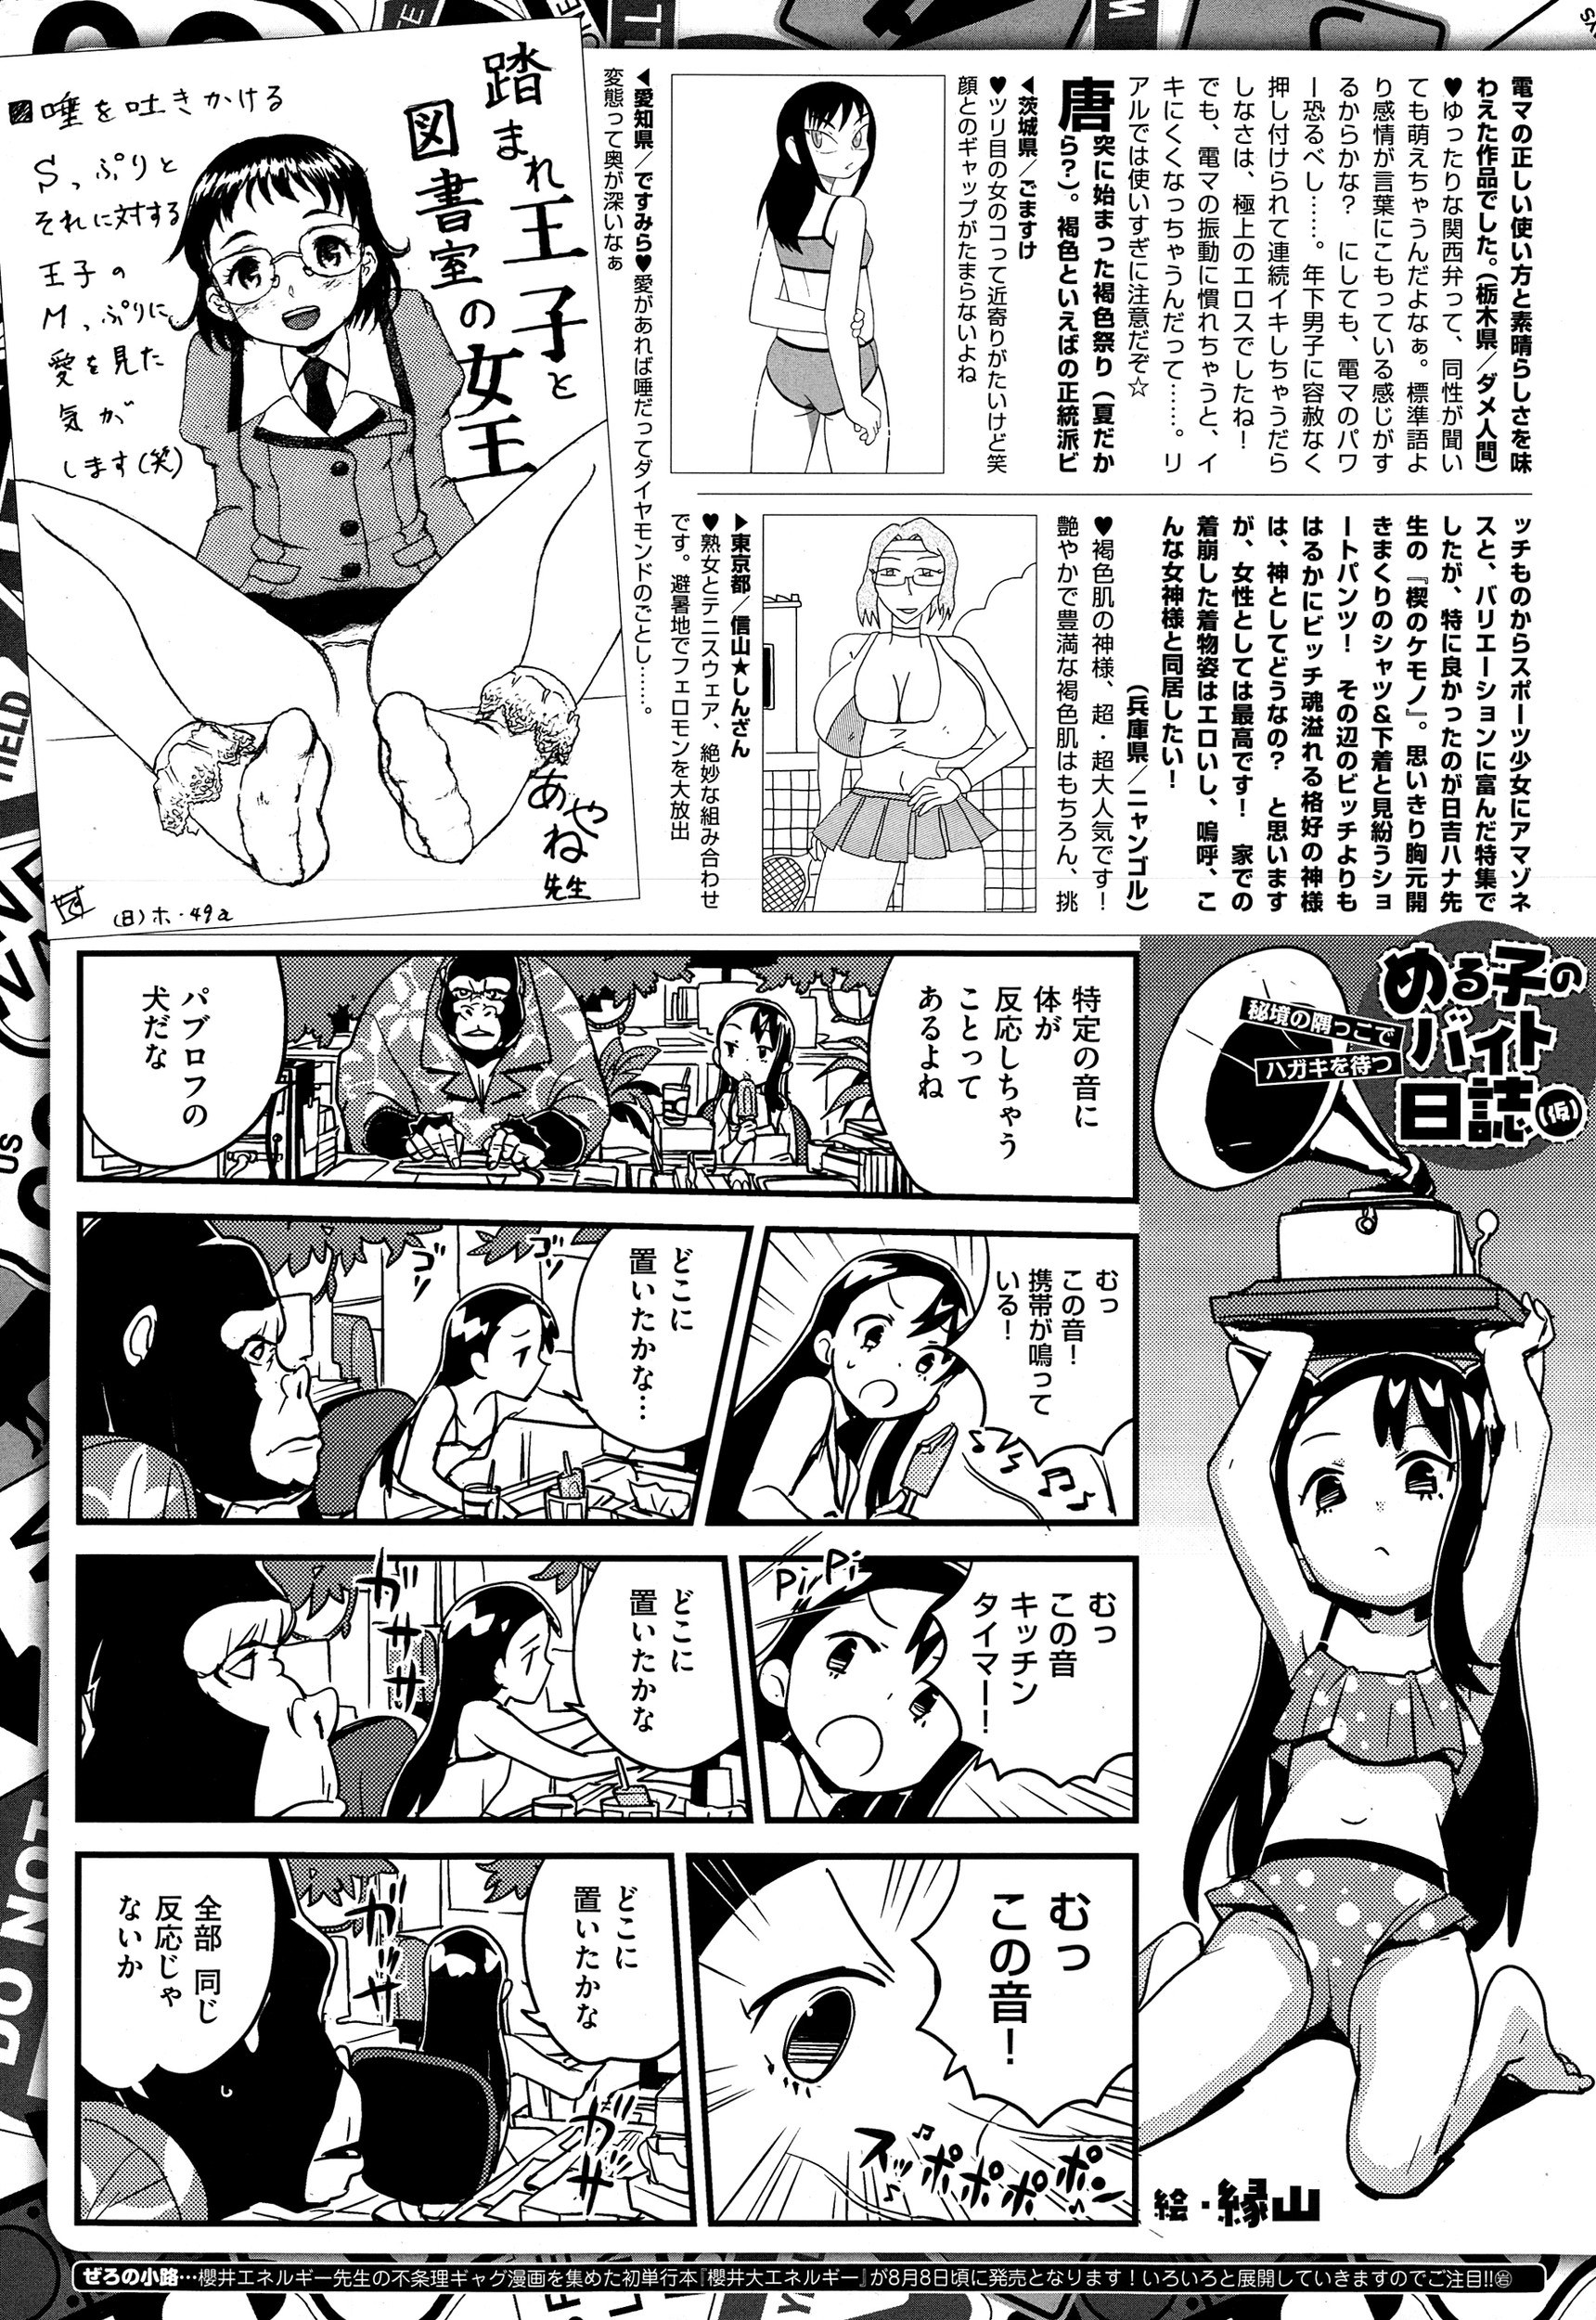 電マの正しい使い方と素晴らしさを味
わえた作品でした。(栃木県/ダメ人間)
♥ゆったりな関西弁って、同性が聞い
ても萌えちゃうんだよなぁ。標準語よ
り感情が言葉にこもっている感じがす
るからかな? にしても、電マのパワ
ー恐るべし……。年下男子に容赦なく
押し付けられて連続イキしちゃうだら
しなさは、極上のエロスでしたね!
でも、電マの振動に慣れちゃうと、イ
キにくくなっちゃうんだって……。リ
アルでは使いすぎに注意だぞ☆
唐突に始まった褐色祭り(夏だか
ら?)。褐色といえばの正統派ビ
◀茨城県/ごますけ
♥ツリ目の女のコって近寄りがたいけど笑
顔とのギャップがたまらないよね
◀愛知県/ですみら♥愛があれば唾だってダイヤモンドのごとし……。
変態って奥が深いなぁ
踏まれ王子と
図書室の女王
唾を吐きかける
Sっぷりと
それに対する
王子の
Mっぷりに
愛を見た
気が
します(笑)
あやね
先生
(日)ホ・49a
ッチものからスポーツ少女にアマゾネ
スと、バリエーションに富んだ特集で
したが、特に良かったのが日吉ハナ先
生の『楔のケモノ』。思いきり胸元開
きまくりのシャツ&下着と見紛うショ
ートパンツ! その辺のビッチよりも
はるかにビッチ魂溢れる格好の神様
は、神としてどうなの? と思います
が、女性としては最高です! 家での
着崩した着物姿はエロいし、嗚呼、こ
んな女神様と同居したい!
(兵庫県/ニャンゴル)
♥褐色肌の神様、超・超大人気です!
艶やかで豊満な褐色肌はもちろん、挑
▶東京都/信山★しんざん
♥熟女とテニスウェア、絶妙な組み合わせ
です。避暑地でフェロモンを大放出
める子の
バイト
日誌(仮)
秘境の隅っこで
ハガキを待つ
特定の音に
体が
反応しちゃう
ことって
あるよね
パブロフの
犬だな
むっ
この音!
携帯が鳴って
いる!
どこに
置いたかな…
ゴソ
ゴソ
むっ
この音
キッチン
タイマー!
PiPi
どこに
置いたかな
ガサ
ガサ
むっ
この音!
スッポポポポポ
どこに
置いたかな
ガサ
ガサ
ガサ
ガサ
全部 同じ
反応じゃ
ないか
絵・縁山
ぜろの小路…櫻井エネルギー先生の不条理ギャグ漫画を集めた初単行本『櫻井大エネルギー』が8月8日頃に発売となります!いろいろと展開していきますのでご注目!!㊨
DO NOT
US